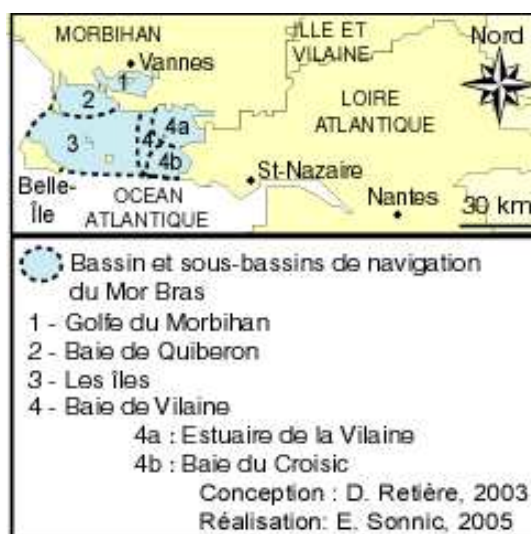 MORBIHAN
ILLE ET
VILAINE
Nord
Vannes
1
2
LOIRE
ATLANTIQUE
3
4
4a
4b
Belle-
Île
OCEAN
ATLANTIQUE
St-Nazaire
Nantes
30 km
Bassin et sous-bassins de navigation
du Mor Bras
1 - Golfe du Morbihan
2 - Baie de Quiberon
3 - Les îles
4 - Baie de Vilaine
4a : Estuaire de la Vilaine
4b : Baie du Croisic
Conception : D. Retière, 2003
Réalisation: E. Sonnic, 2005